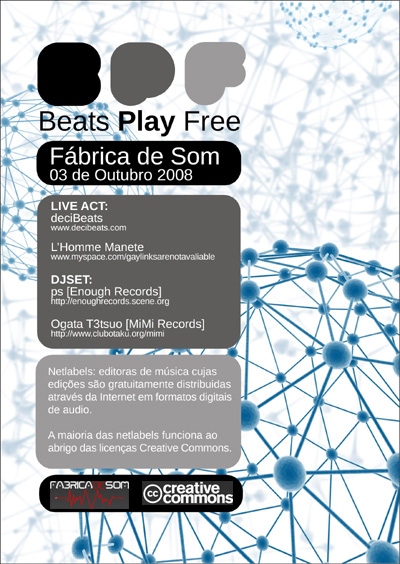 BPF
Beats Play Free
Fábrica de Som
03 de Outubro 2008
LIVE ACT:
deciBeats
www.decibeats.com
L'Homme Manete
www.myspace.com/gaylinksarenotavaliable
DJSET:
ps [Enough Records]
http://enoughrecords.scene.org
Ogata T3tsuo [MiMi Records]
http://www.clubotaku.org/mimi
Netlabels: editoras de música cujas
edições são gratuitamente distribuidas
através da Internet em formatos digitais
de audio.
A maioria das netlabels funciona ao
abrigo das licenças Creative Commons.
FABRICADESOM
cc creative
commons